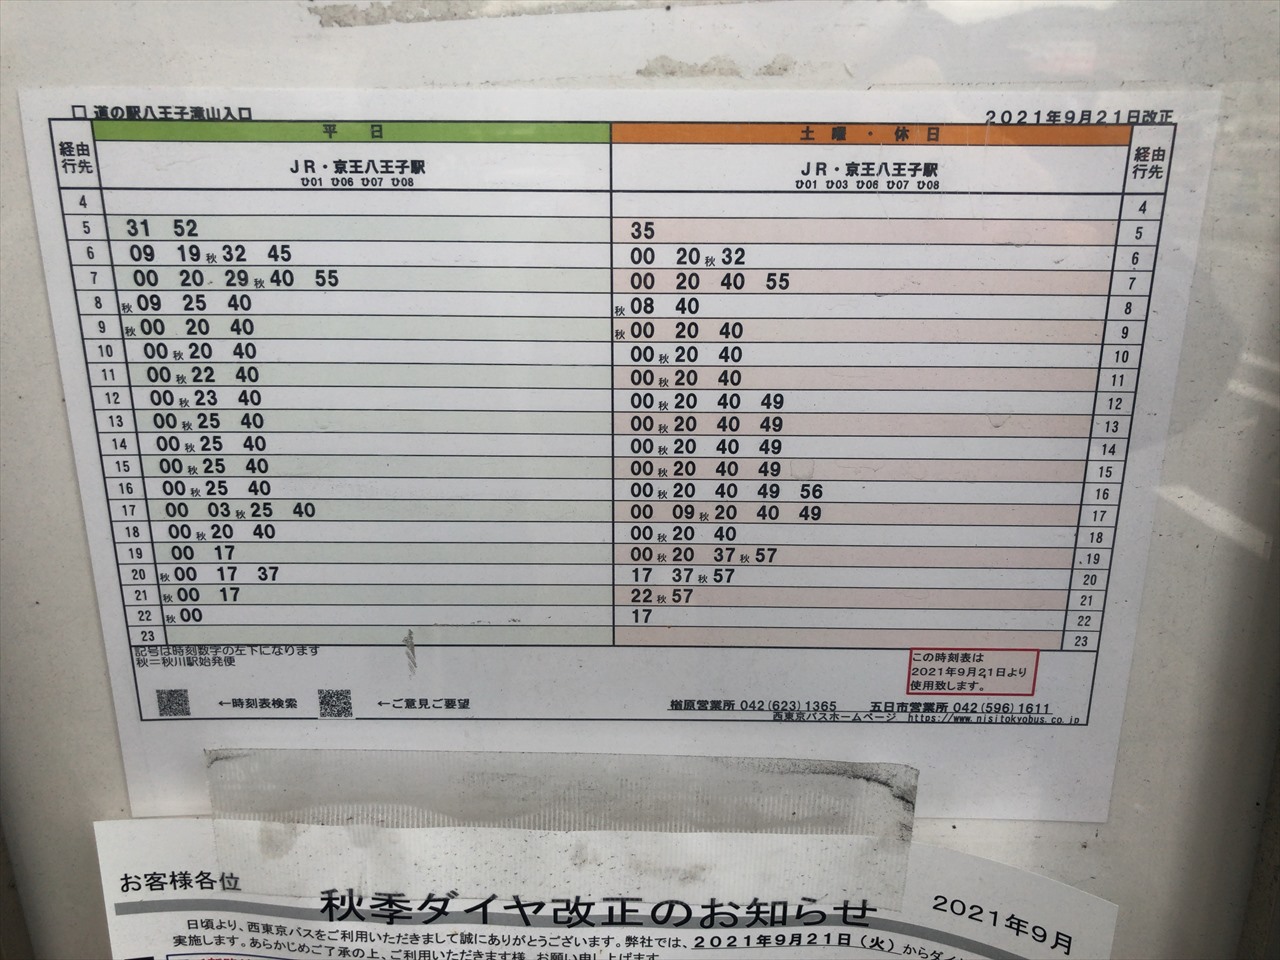 □ 道の駅八王子滝山入口
2021年9月21日改正
経由行先 平日 土曜・休日 経由行先
JR・京王八王子駅 JR・京王八王子駅
ひ01 ひ06 ひ07 ひ08 ひ01 ひ03 ひ06 ひ07 ひ08
4 4
5 31 52 35 5
6 09 19 秋32 45 00 20 秋32 6
7 00 20 29 秋40 55 00 20 40 55 7
8 秋09 25 40 秋08 40 8
9 秋00 20 40 秋00 20 40 9
10 00 秋20 40 00 秋20 40 10
11 00 秋22 40 00 秋20 40 11
12 00 秋23 40 00 秋20 40 49 12
13 00 秋25 40 00 秋20 40 49 13
14 00 秋25 40 00 秋20 40 49 14
15 00 秋25 40 00 秋20 40 49 15
16 00 秋25 40 00 秋20 40 49 56 16
17 00 03 秋25 40 00 09 秋20 40 49 17
18 00 秋20 40 00 秋20 40 18
19 00 17 00 秋20 37 秋57 19
20 秋00 17 37 17 37 秋57 20
21 秋00 17 22 秋57 21
22 秋00 17 22
23 23
記号は時刻数字の左下になります
秋=秋川駅始発便
この時刻表は
2021年9月21日より
使用致します。
←時刻表検索 ←ご意見ご要望
楢原営業所 042(623)1365 五日市営業所 042(596)1611
西東京バスホームページ https://www.nisitokyobus.co.jp
お客様各位
2021年9月
秋季ダイヤ改正のお知らせ
日頃より、西東京バスをご利用いただきまして誠にありがとうございます。弊社では、2021年9月21日(火)からダイ
実施します。あらかじめご了承の上、ご利用いただきます様、お願い申し上げます。